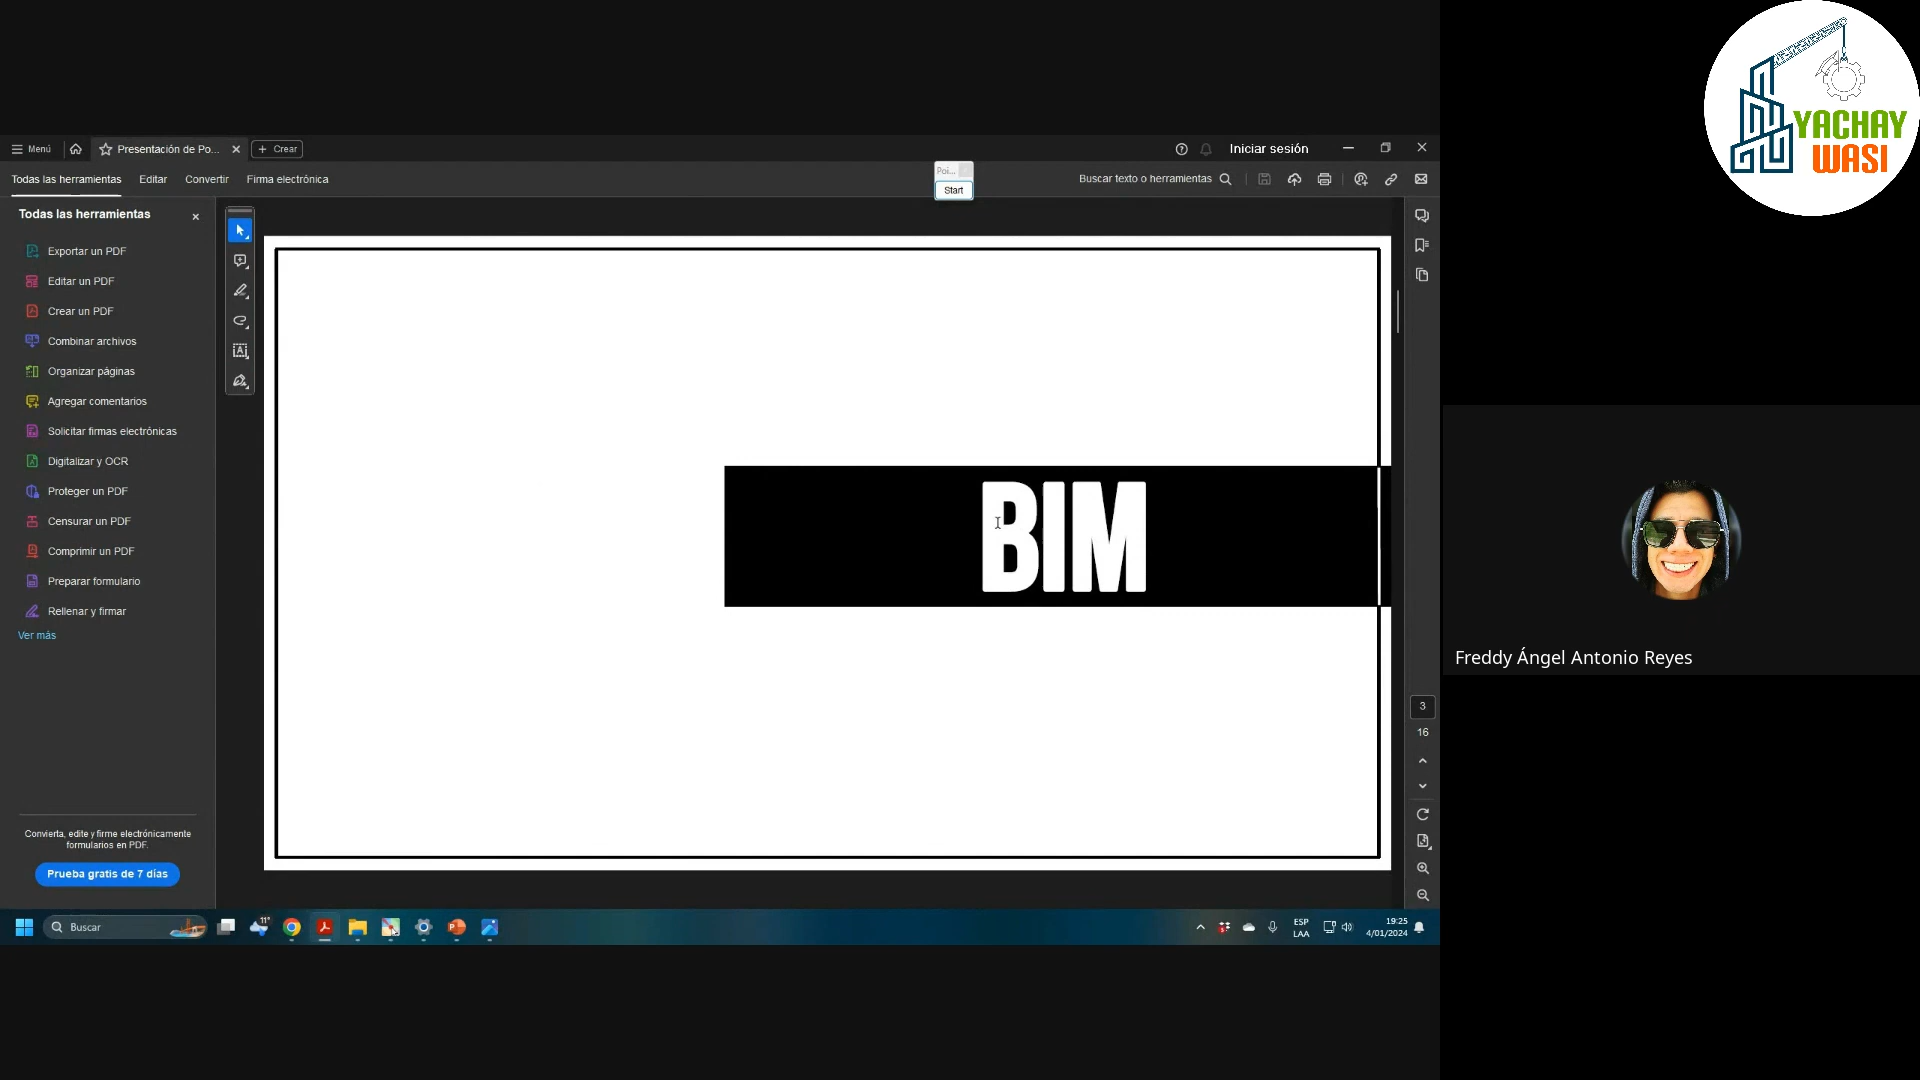 YACHAY
WASI
Menú
Presentación de Po...
Crear
Iniciar sesión
Todas las herramientas
Editar
Convertir
Firma electrónica
Poi...
Start
Buscar texto o herramientas
Todas las herramientas
Exportar un PDF
Editar un PDF
Crear un PDF
Combinar archivos
Organizar páginas
Agregar comentarios
Solicitar firmas electrónicas
Digitalizar y OCR
Proteger un PDF
Censurar un PDF
Comprimir un PDF
Preparar formulario
Rellenar y firmar
Ver más
Convierta, edite y firme electrónicamente
formularios en PDF.
Prueba gratis de 7 días
BIM
3
16
Freddy Ángel Antonio Reyes
Buscar
11°
ESP
LAA
19:25
4/01/2024